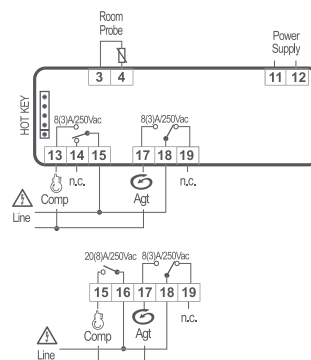 Room
Probe
Power
Supply
3 4
11 12
HOT KEY
8(3)A/250Vac
8(3)A/250Vac
13 14 15
17 18 19
Comp
n.c.
Agt
n.c.
Line
20(8)A/250Vac
8(3)A/250Vac
15 16 17 18 19
Comp
Agt
n.c.
Line